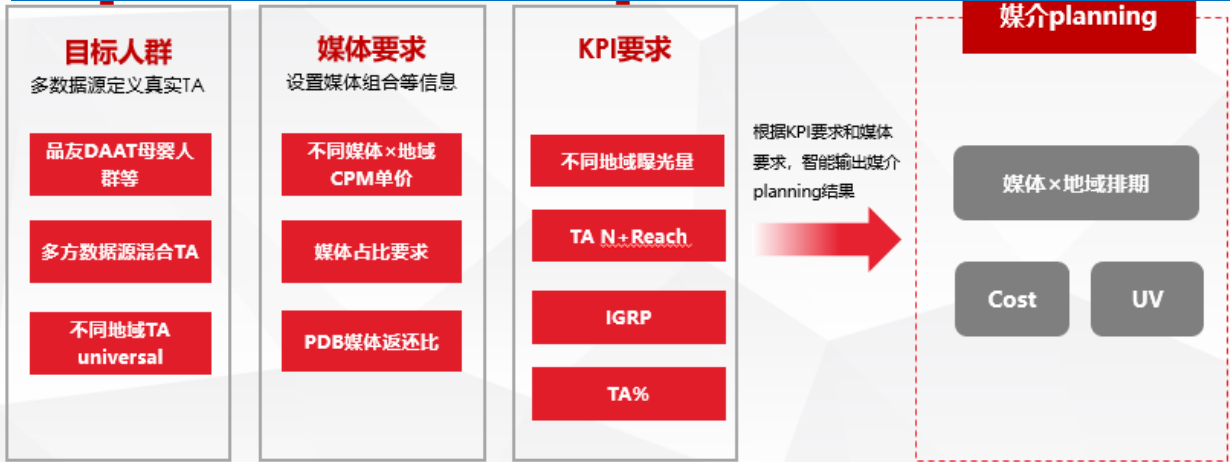 目标人群
多数据源定义真实TA
品友DAAT母婴人
群等
多方数据源混合TA
不同地域TA
universal
媒体要求
设置媒体组合等信息
不同媒体×地域
CPM单价
媒体占比要求
PDB媒体返还比
KPI要求
不同地域曝光量
TA N+Reach
IGRP
TA%
根据KPI要求和媒体
要求，智能输出媒介
planning结果
媒介planning
媒体×地域排期
Cost
UV